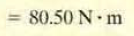 = 80.50 N · m